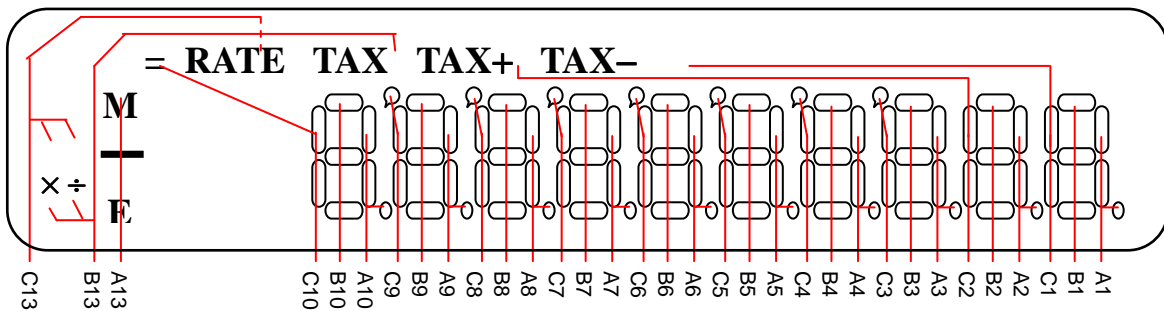 = RATE TAX TAX+ TAX−
M
−
× ÷
E
C13 B13 A13 C10 B10 A10 C9 B9 A9 C8 B8 A8 C7 B7 A7 C6 B6 A6 C5 B5 A5 C4 B4 A4 C3 B3 A3 C2 B2 A2 C1 B1 A1